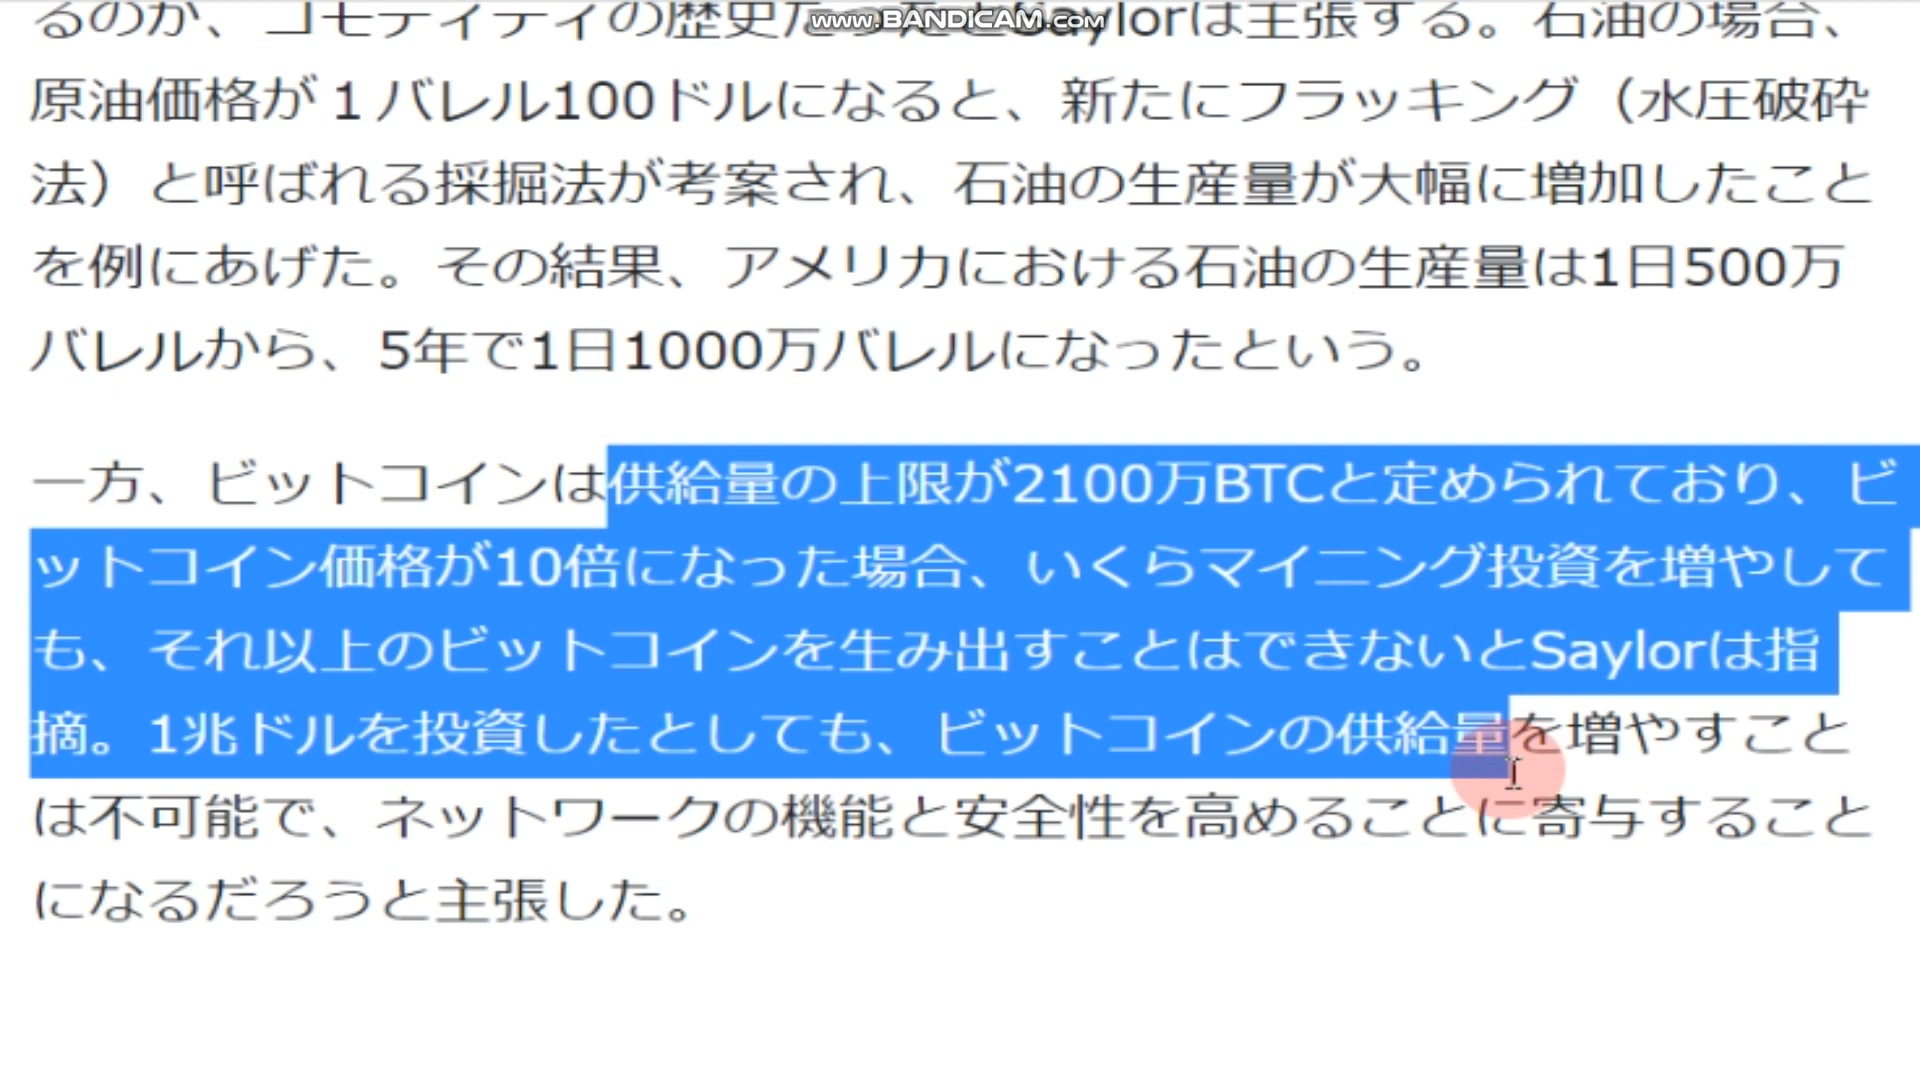 www.BANDICAM.com
るのか、コモディティの歴史だったとSaylorは主張する。石油の場合、
原油価格が１バレル100ドルになると、新たにフラッキング（水圧破砕
法）と呼ばれる採掘法が考案され、石油の生産量が大幅に増加したこと
を例にあげた。その結果、アメリカにおける石油の生産量は1日500万
バレルから、5年で1日1000万バレルになったという。
一方、ビットコインは供給量の上限が2100万BTCと定められており、ビ
ットコイン価格が10倍になった場合、いくらマイニング投資を増やして
も、それ以上のビットコインを生み出すことはできないとSaylorは指
摘。1兆ドルを投資したとしても、ビットコインの供給量を増やすこと
は不可能で、ネットワークの機能と安全性を高めることに寄与すること
になるだろうと主張した。